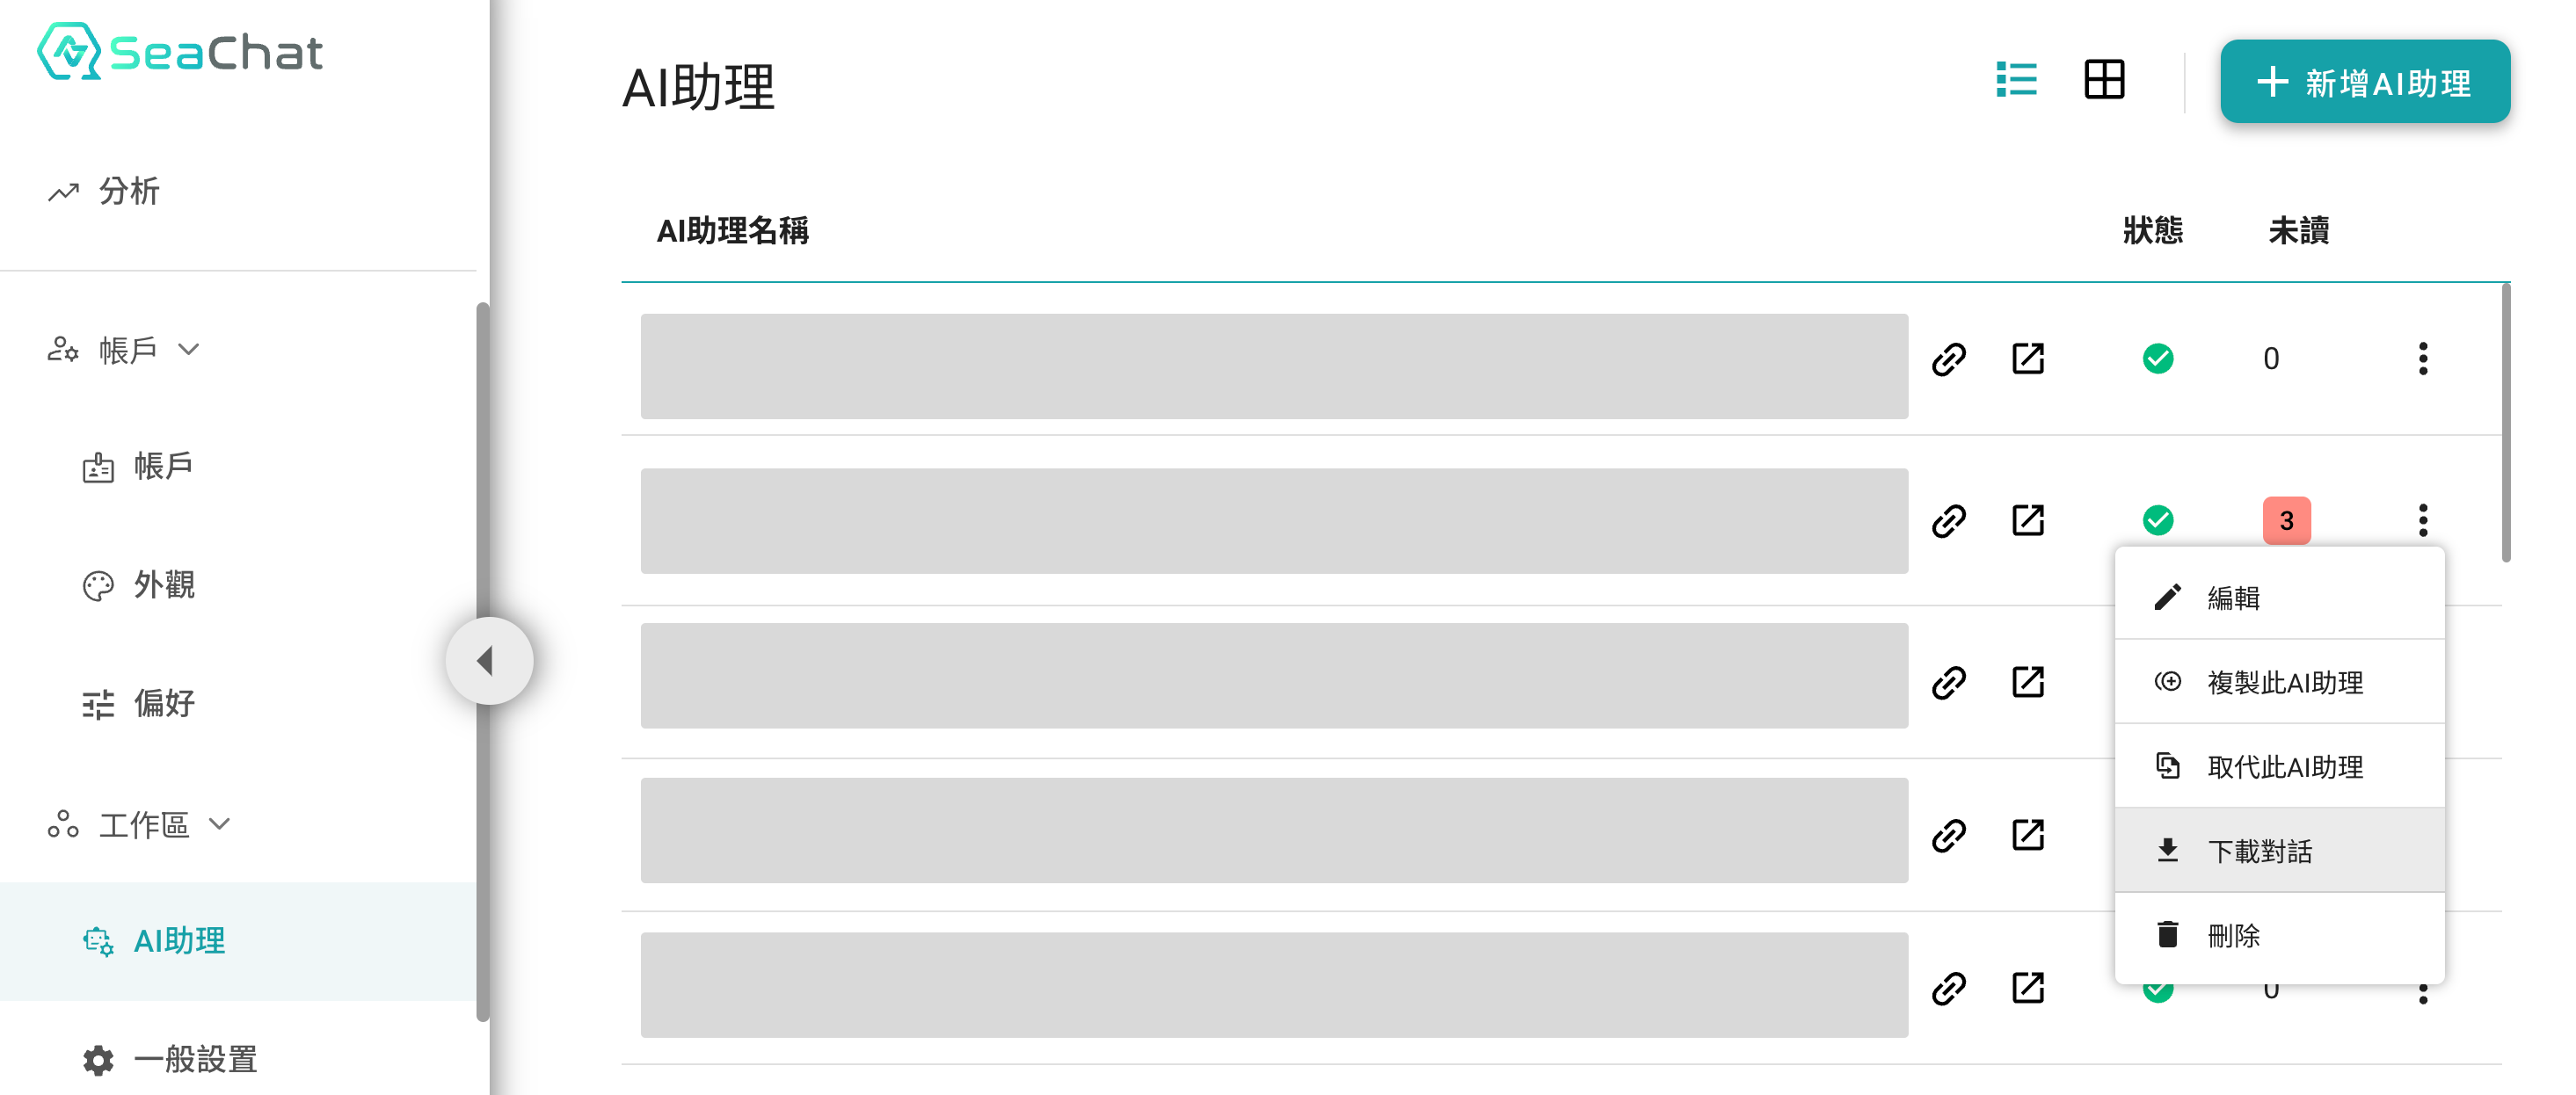 SeaChat
分析
帳戶
帳戶
外觀
偏好
工作區
AI助理
一般設置
AI助理
新增AI助理
AI助理名稱 狀態 未讀
0
3
編輯
複製此AI助理
取代此AI助理
下載對話
刪除
0